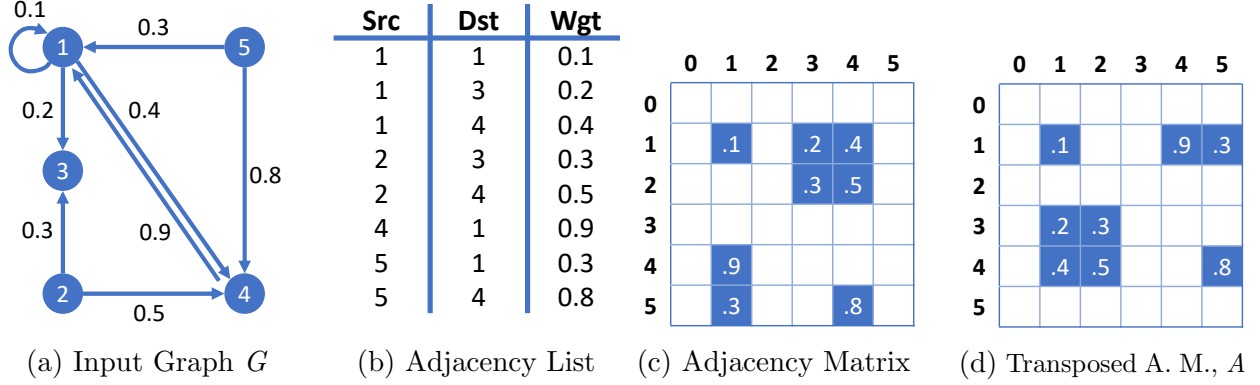 0.1
1
0.3
5
0.2
0.4
3
0.8
0.3
0.9
2
4
0.5
(a) Input Graph G
Src Dst Wgt
1 1 0.1
1 3 0.2
1 4 0.4
2 3 0.3
2 4 0.5
4 1 0.9
5 1 0.3
5 4 0.8
(b) Adjacency List
0 1 2 3 4 5
0
1 .1 .2 .4
2 .3 .5
3
4 .9
5 .3 .8
(c) Adjacency Matrix
0 1 2 3 4 5
0
1 .1 .9 .3
2
3 .2 .3
4 .4 .5 .8
5
(d) Transposed A. M., A